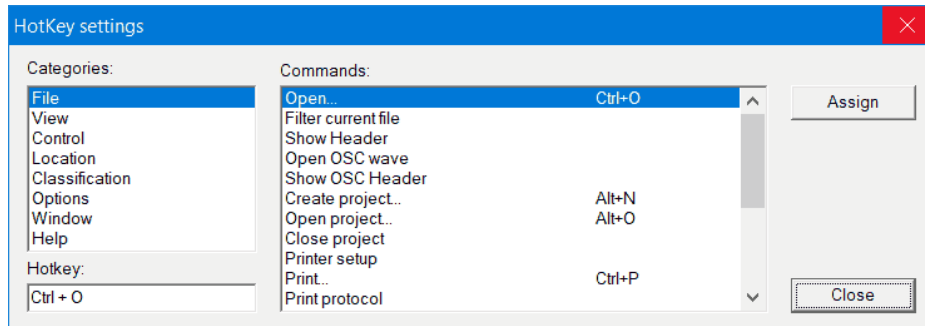 HotKey settings
Categories:
File
View
Control
Location
Classification
Options
Window
Help
Hotkey:
Ctrl + O
Commands:
Open... Ctrl+O
Filter current file
Show Header
Open OSC wave
Show OSC Header
Create project... Alt+N
Open project... Alt+O
Close project
Printer setup
Print... Ctrl+P
Print protocol
Assign
Close